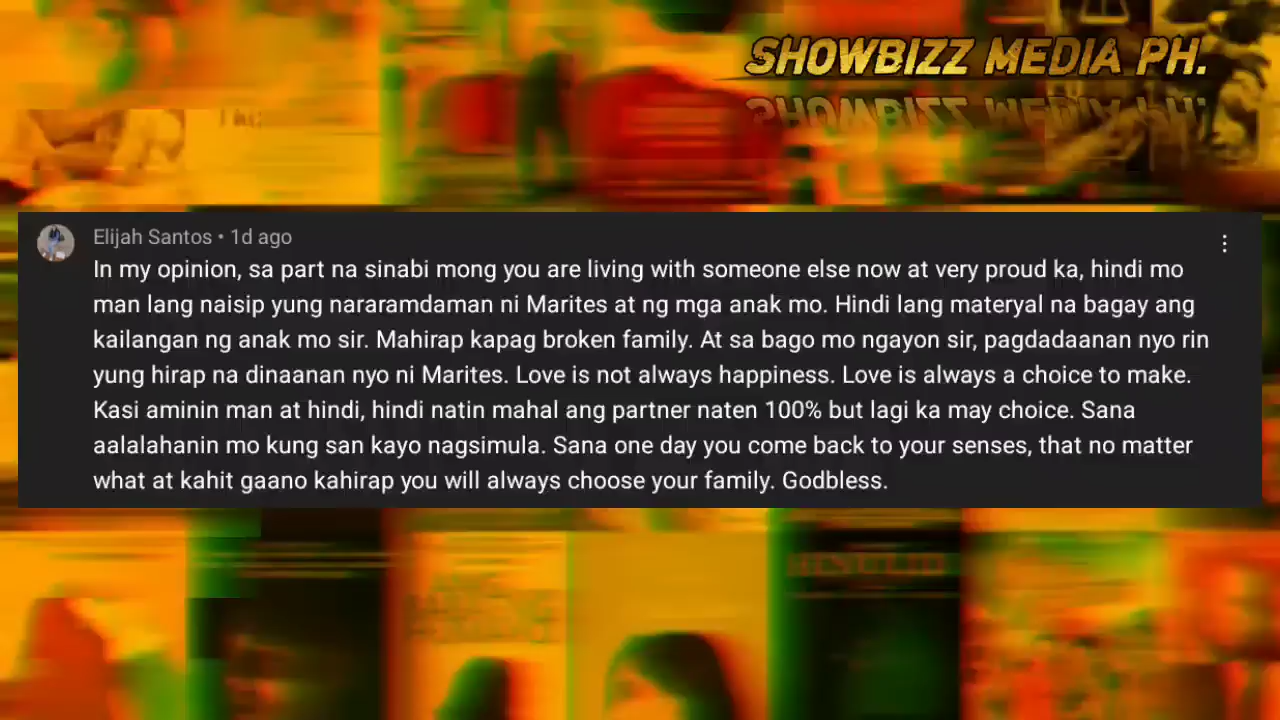 SHOWBIZZ MEDIA PH.
Elijah Santos • 1d ago
In my opinion, sa part na sinabi mong you are living with someone else now at very proud ka, hindi mo
man lang naisip yung nararamdaman ni Marites at ng mga anak mo. Hindi lang materyal na bagay ang
kailangan ng anak mo sir. Mahirap kapag broken family. At sa bago mo ngayon sir, pagdadaanan nyo rin
yung hirap na dinaanan nyo ni Marites. Love is not always happiness. Love is always a choice to make.
Kasi aminin man at hindi, hindi natin mahal ang partner naten 100% but lagi ka may choice. Sana
aalalahanin mo kung san kayo nagsimula. Sana one day you come back to your senses, that no matter
what at kahit gaano kahirap you will always choose your family. Godbless.